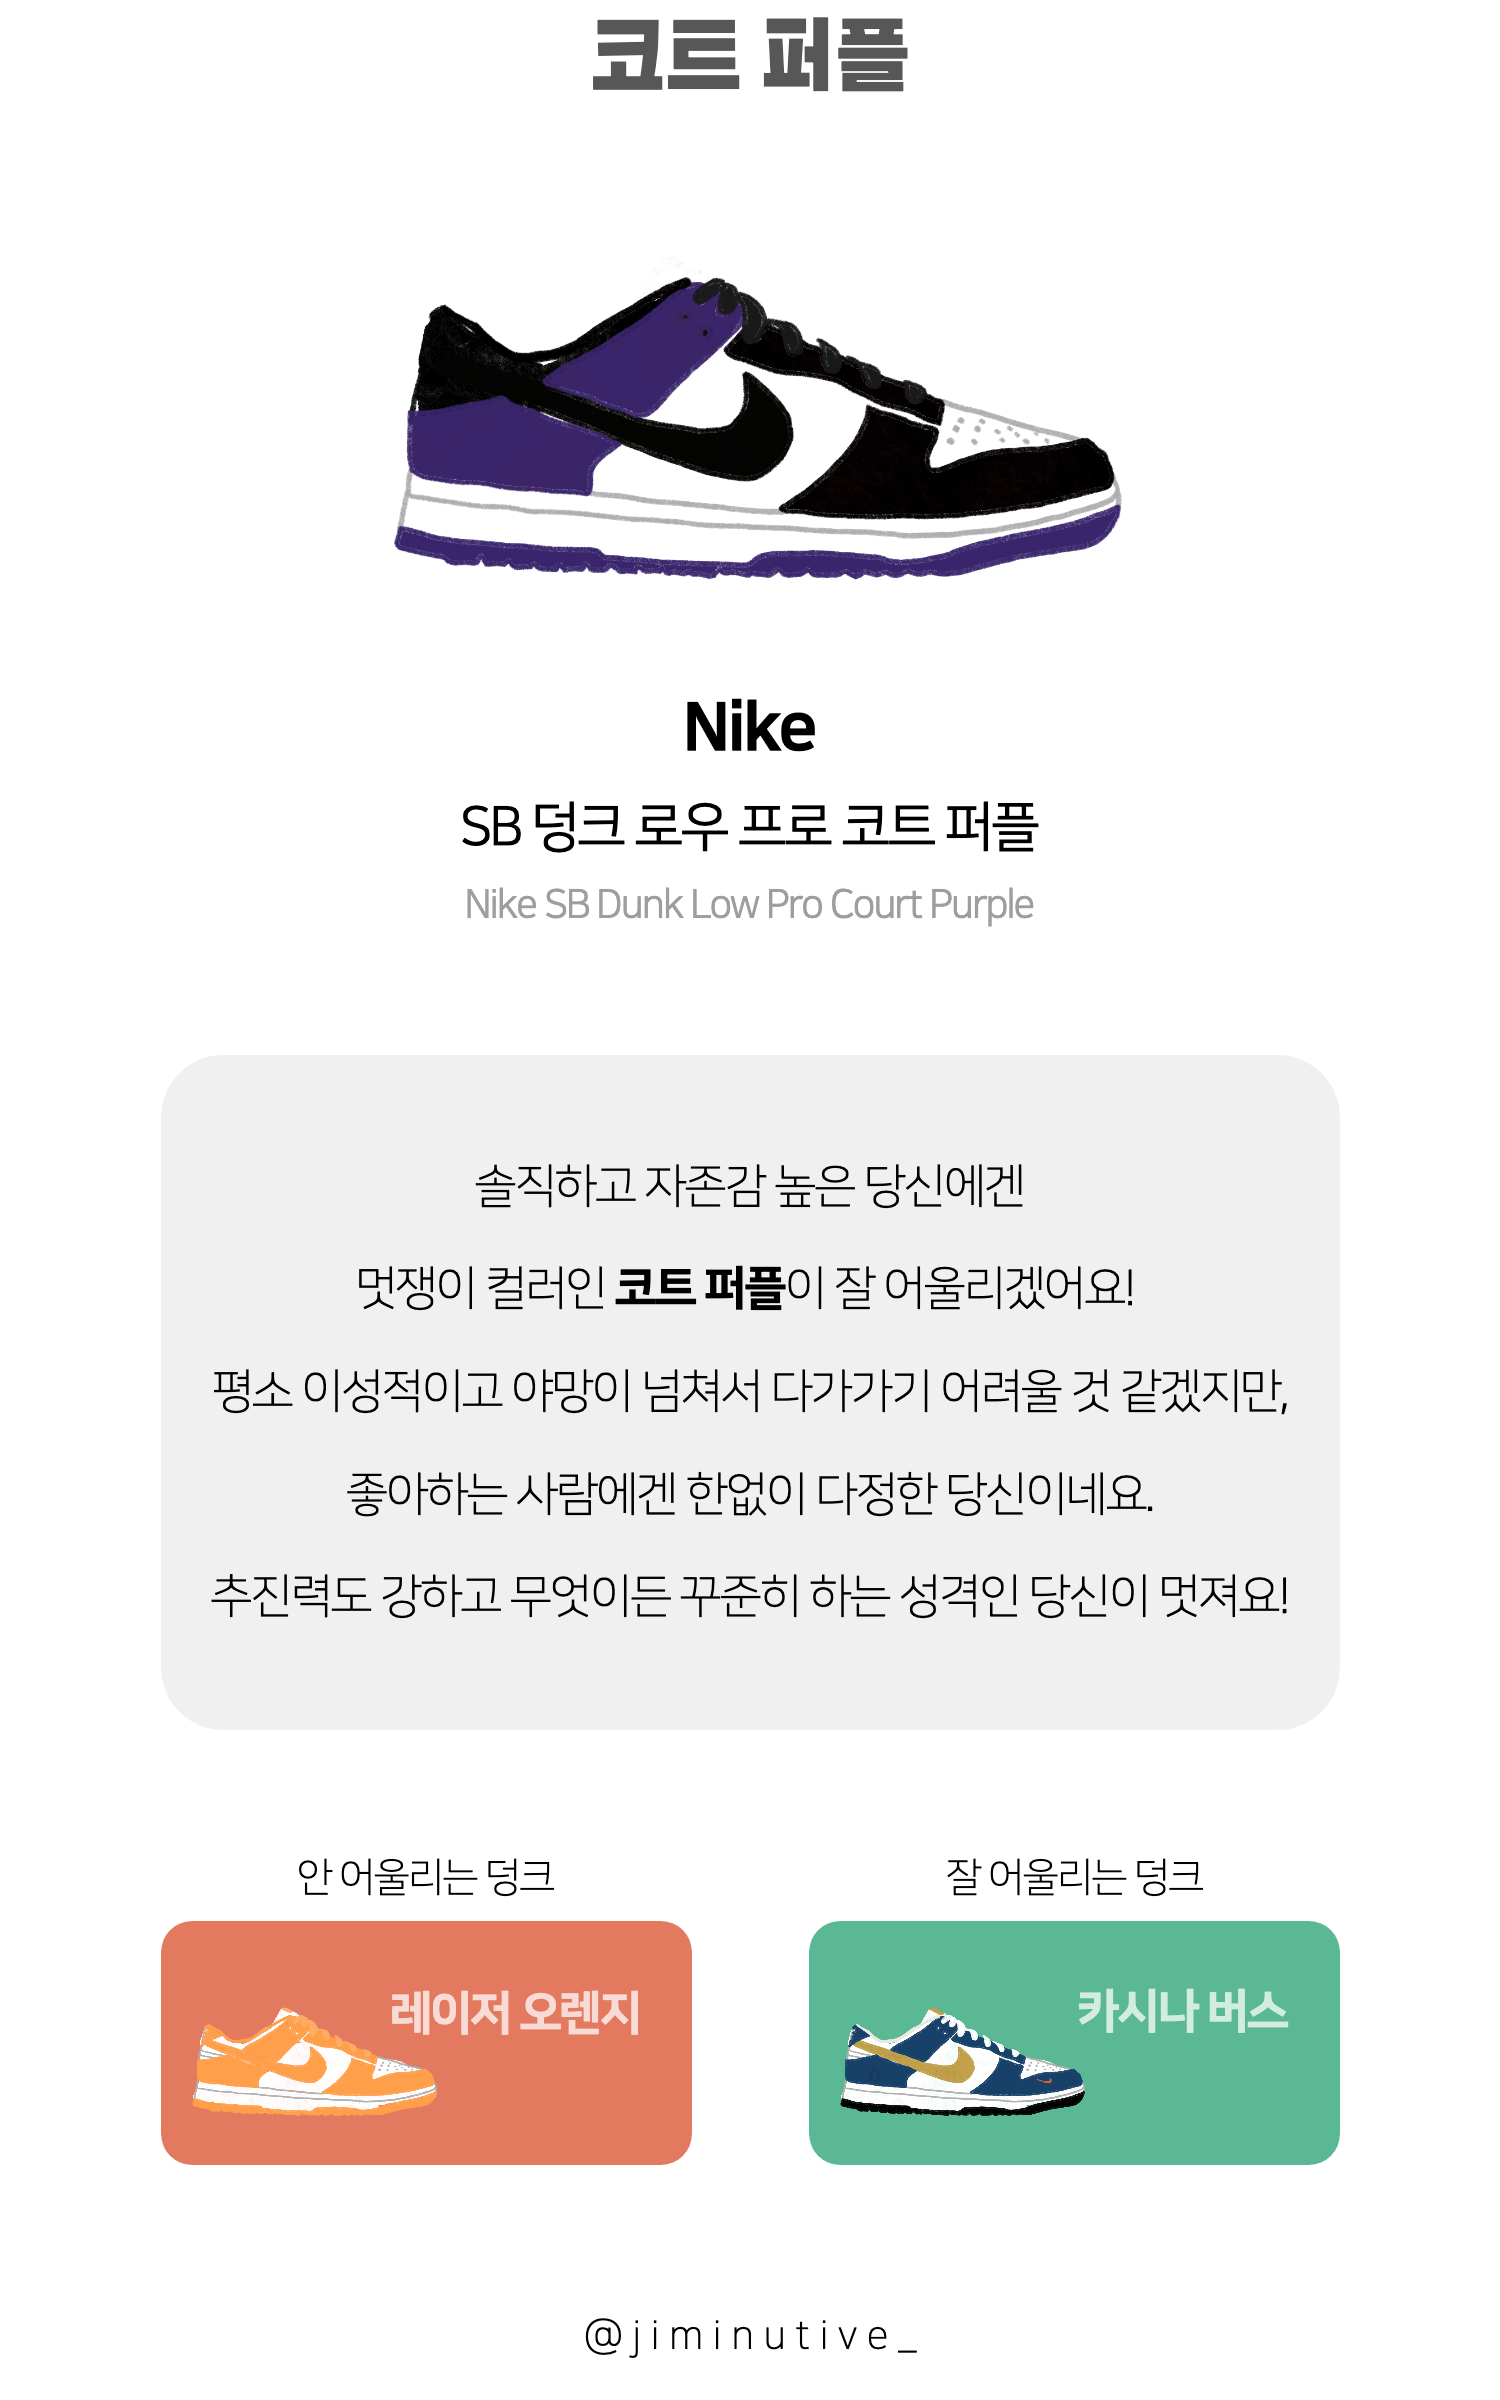 코트 퍼플
Nike
SB 덩크 로우 프로 코트 퍼플
Nike SB Dunk Low Pro Court Purple
솔직하고 자존감 높은 당신에겐
멋쟁이 컬러인 코트 퍼플이 잘 어울리겠어요!
평소 이성적이고 야망이 넘쳐서 다가가기 어려울 것 같겠지만,
좋아하는 사람에겐 한없이 다정한 당신이네요.
추진력도 강하고 무엇이든 꾸준히 하는 성격인 당신이 멋져요!
안 어울리는 덩크
레이저 오렌지
잘 어울리는 덩크
카시나 버스
@jiminutive_